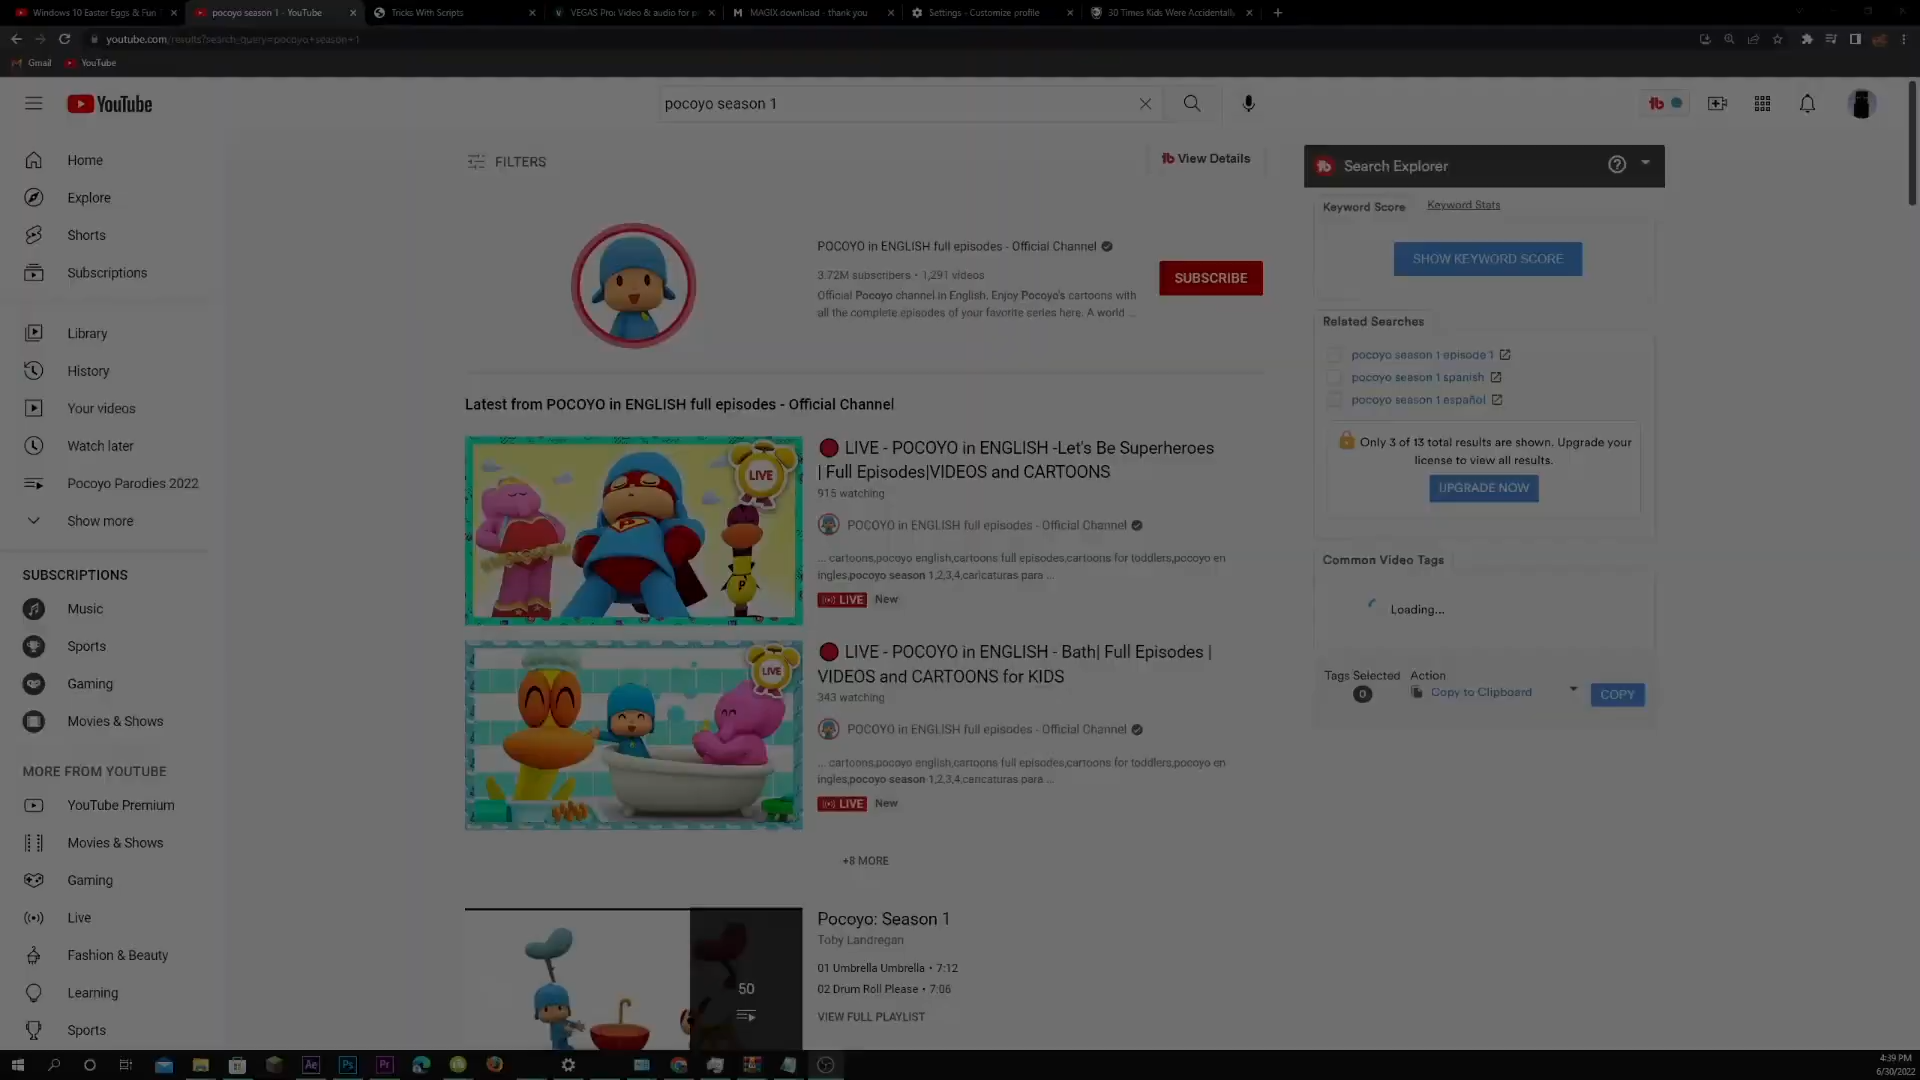 Windows 10 Easter Eggs & Fun
pocoyo season 1 - YouTube
Tricks With Scripts
VEGAS Pro: Video & audio for p
MAGIX download - thank you
Settings - Customize profile
30 Times Kids Were Accidentally
youtube.com/results?search_query=pocoyo+season+1
Gmail
YouTube
YouTube
pocoyo season 1
Home
Explore
Shorts
Subscriptions
Library
History
Your videos
Watch later
Pocoyo Parodies 2022
Show more
SUBSCRIPTIONS
Music
Sports
Gaming
Movies & Shows
MORE FROM YOUTUBE
YouTube Premium
Movies & Shows
Gaming
Live
Fashion & Beauty
Learning
Sports
FILTERS
View Details
POCOYO in ENGLISH full episodes - Official Channel
3.72M subscribers • 1,291 videos
Official Pocoyo channel in English. Enjoy Pocoyo's cartoons with
all the complete episodes of your favorite series here. A world ...
SUBSCRIBE
Latest from POCOYO in ENGLISH full episodes - Official Channel
LIVE
LIVE - POCOYO in ENGLISH -Let's Be Superheroes
| Full Episodes|VIDEOS and CARTOONS
915 watching
POCOYO in ENGLISH full episodes - Official Channel
... cartoons,pocoyo english,cartoons full episodes,cartoons for toddlers,pocoyo en
ingles,pocoyo season 1,2,3,4,caricaturas para ...
LIVE New
LIVE
LIVE - POCOYO in ENGLISH - Bath| Full Episodes |
VIDEOS and CARTOONS for KIDS
343 watching
POCOYO in ENGLISH full episodes - Official Channel
... cartoons,pocoyo english,cartoons full episodes,cartoons for toddlers,pocoyo en
ingles,pocoyo season 1,2,3,4,caricaturas para ...
LIVE New
+8 MORE
50
Pocoyo: Season 1
Toby Landregan
01 Umbrella Umbrella • 7:12
02 Drum Roll Please • 7:06
VIEW FULL PLAYLIST
Search Explorer
Keyword Score
Keyword Stats
SHOW KEYWORD SCORE
Related Searches
pocoyo season 1 episode 1
pocoyo season 1 spanish
pocoyo season 1 español
Only 3 of 13 total results are shown. Upgrade your
license to view all results.
UPGRADE NOW
Common Video Tags
Loading...
Tags Selected
0
Action
Copy to Clipboard
COPY
Ae
Ps
Pr
4:39 PM
6/30/2022